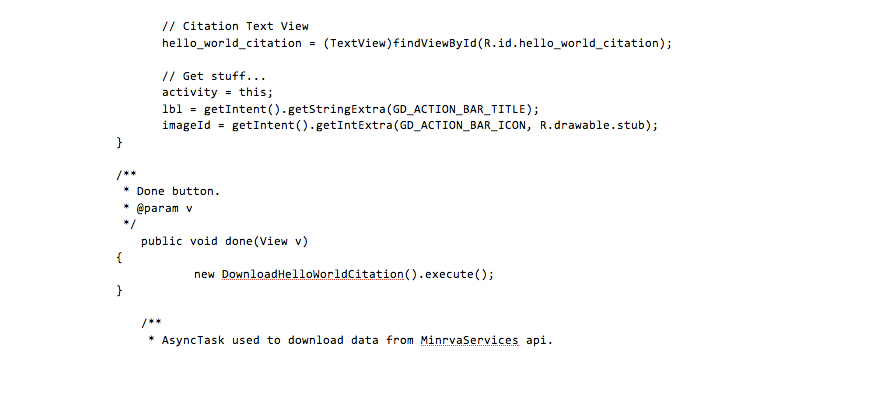 // Citation Text View
hello_world_citation = (TextView)findViewById(R.id.hello_world_citation);
// Get stuff...
activity = this;
lbl = getIntent().getStringExtra(GD_ACTION_BAR_TITLE);
imageId = getIntent().getIntExtra(GD_ACTION_BAR_ICON, R.drawable.stub);
}
/**
* Done button.
* @param v
*/
public void done(View v)
{
new DownloadHelloWorldCitation().execute();
}
/**
* AsyncTask used to download data from MinrvaServices api.